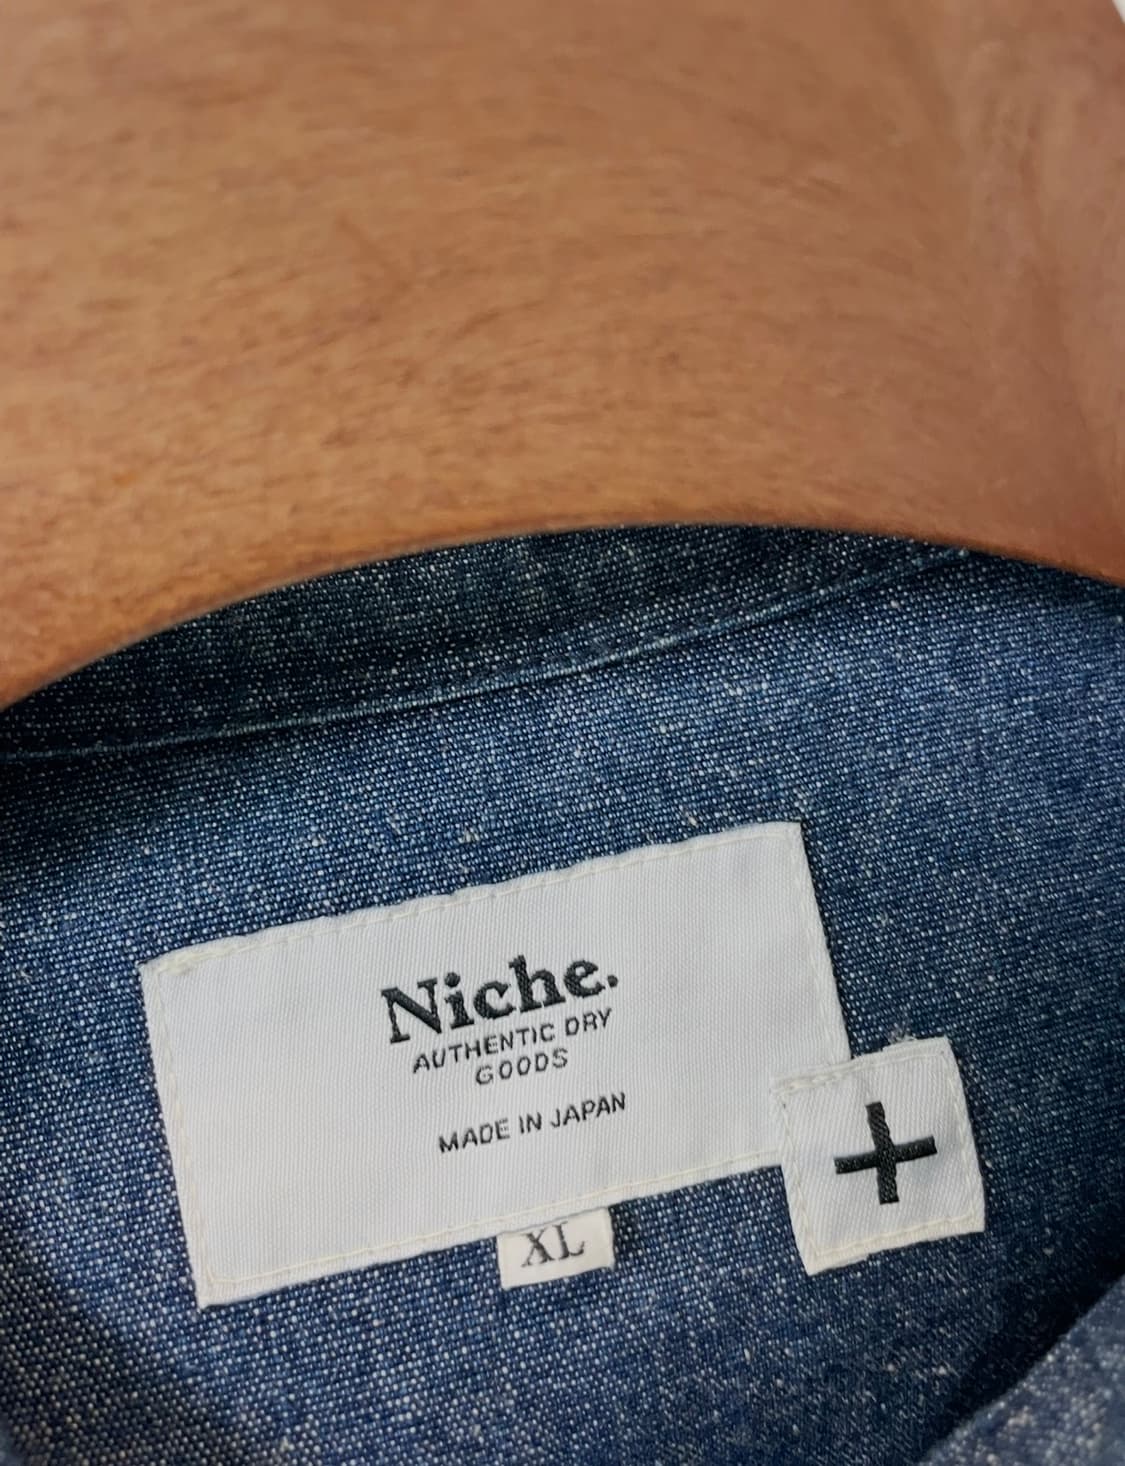 Niche.
AUTHENTIC DRY
GOODS
MADE IN JAPAN
XL
+